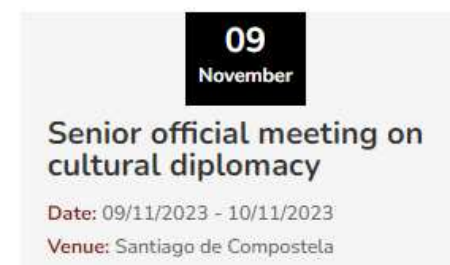 09
November
Senior official meeting on
cultural diplomacy
Date: 09/11/2023 - 10/11/2023
Venue: Santiago de Compostela